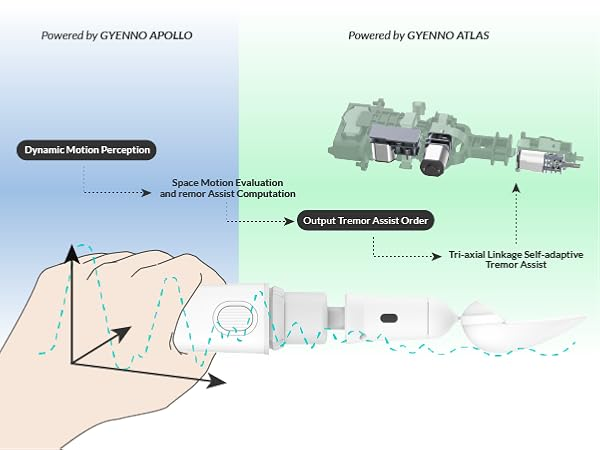 Powered by GYENNO APOLLO
Powered by GYENNO ATLAS
Dynamic Motion Perception
Space Motion Evaluation
and remor Assist Computation
Output Tremor Assist Order
Tri-axial Linkage Self-adaptive
Tremor Assist